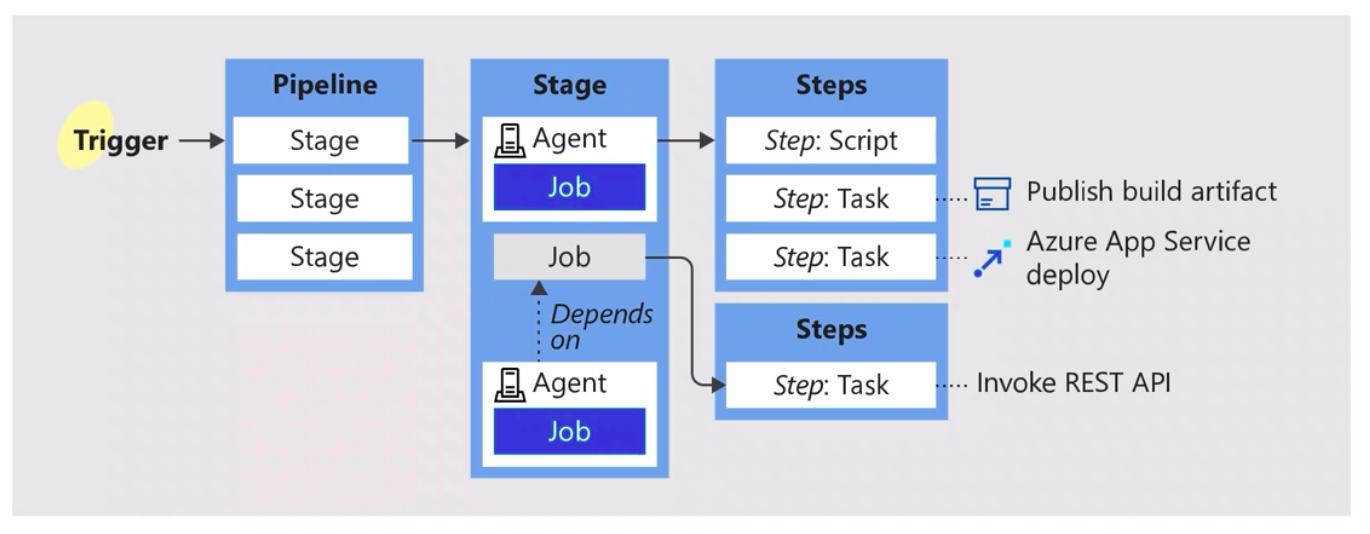 Trigger
Pipeline
Stage
Stage
Stage
Stage
Agent
Job
Job
Depends
on
Agent
Job
Steps
Step: Script
Step: Task
Publish build artifact
Step: Task
Azure App Service
deploy
Steps
Step: Task
Invoke REST API